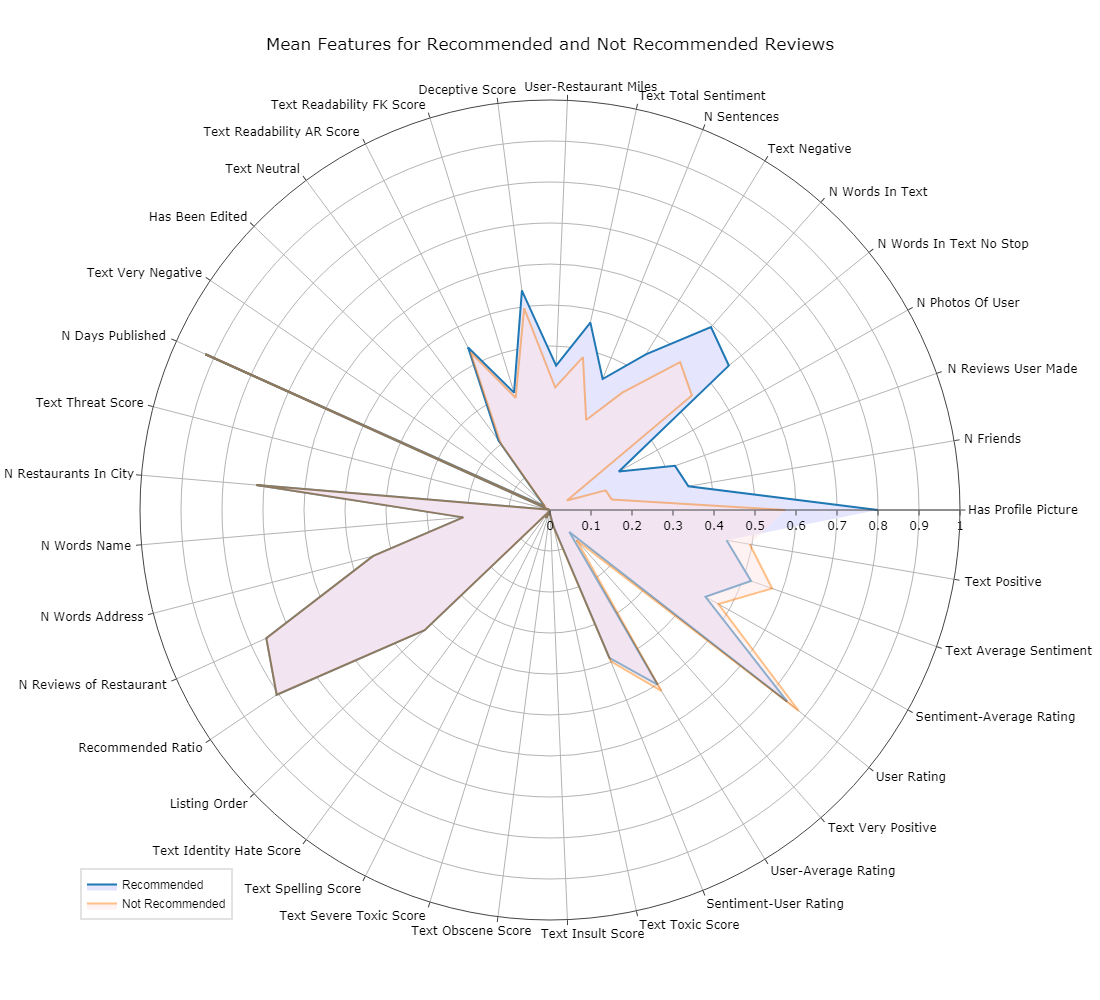 Mean Features for Recommended and Not Recommended Reviews
User-Restaurant Miles
Deceptive Score
Text Total Sentiment
Text Readability FK Score
N Sentences
Text Readability AR Score
Text Negative
Text Neutral
N Words In Text
Has Been Edited
N Words In Text No Stop
Text Very Negative
N Photos Of User
N Days Published
N Reviews User Made
Text Threat Score
N Friends
N Restaurants In City
Has Profile Picture
0 0.1 0.2 0.3 0.4 0.5 0.6 0.7 0.8 0.9 1
N Words Name
Text Positive
N Words Address
Text Average Sentiment
N Reviews of Restaurant
Sentiment-Average Rating
Recommended Ratio
User Rating
Listing Order
Text Very Positive
Text Identity Hate Score
User-Average Rating
Text Spelling Score
Sentiment-User Rating
Text Severe Toxic Score
Text Toxic Score
Text Obscene Score
Text Insult Score
Recommended
Not Recommended